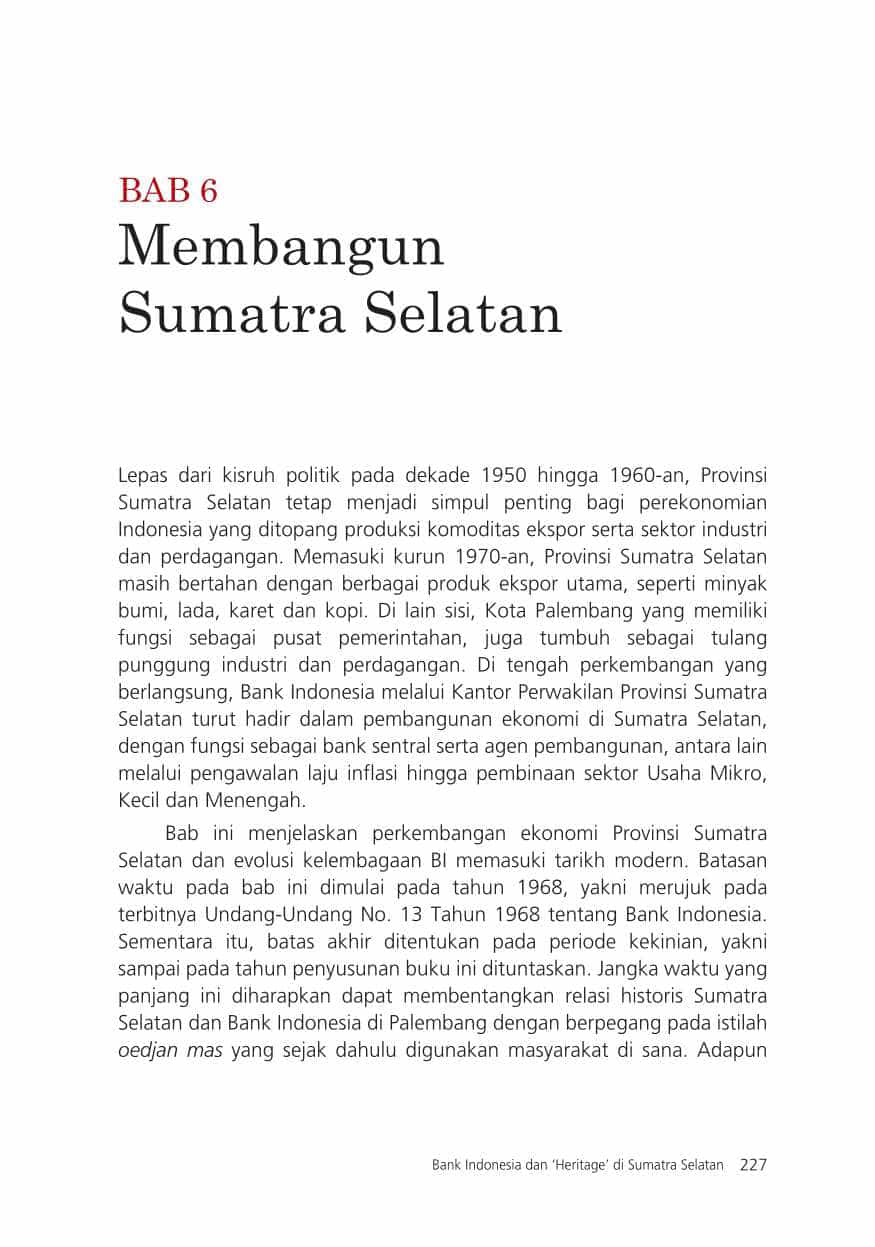 BAB 6
Membangun
Sumatra Selatan
Lepas dari kisruh politik pada dekade 1950 hingga 1960-an, Provinsi
Sumatra Selatan tetap menjadi simpul penting bagi perekonomian
Indonesia yang ditopang produksi komoditas ekspor serta sektor industri
dan perdagangan. Memasuki kurun 1970-an, Provinsi Sumatra Selatan
masih bertahan dengan berbagai produk ekspor utama, seperti minyak
bumi, lada, karet dan kopi. Di lain sisi, Kota Palembang yang memiliki
fungsi sebagai pusat pemerintahan, juga tumbuh sebagai tulang
punggung industri dan perdagangan. Di tengah perkembangan yang
berlangsung, Bank Indonesia melalui Kantor Perwakilan Provinsi Sumatra
Selatan turut hadir dalam pembangunan ekonomi di Sumatra Selatan,
dengan fungsi sebagai bank sentral serta agen pembangunan, antara lain
melalui pengawalan laju inflasi hingga pembinaan sektor Usaha Mikro,
Kecil dan Menengah.
Bab ini menjelaskan perkembangan ekonomi Provinsi Sumatra
Selatan dan evolusi kelembagaan BI memasuki tarikh modern. Batasan
waktu pada bab ini dimulai pada tahun 1968, yakni merujuk pada
terbitnya Undang-Undang No. 13 Tahun 1968 tentang Bank Indonesia.
Sementara itu, batas akhir ditentukan pada periode kekinian, yakni
sampai pada tahun penyusunan buku ini dituntaskan. Jangka waktu yang
panjang ini diharapkan dapat membentangkan relasi historis Sumatra
Selatan dan Bank Indonesia di Palembang dengan berpegang pada istilah
oedjan mas yang sejak dahulu digunakan masyarakat di sana. Adapun
Bank Indonesia dan ‘Heritage’ di Sumatra Selatan 227